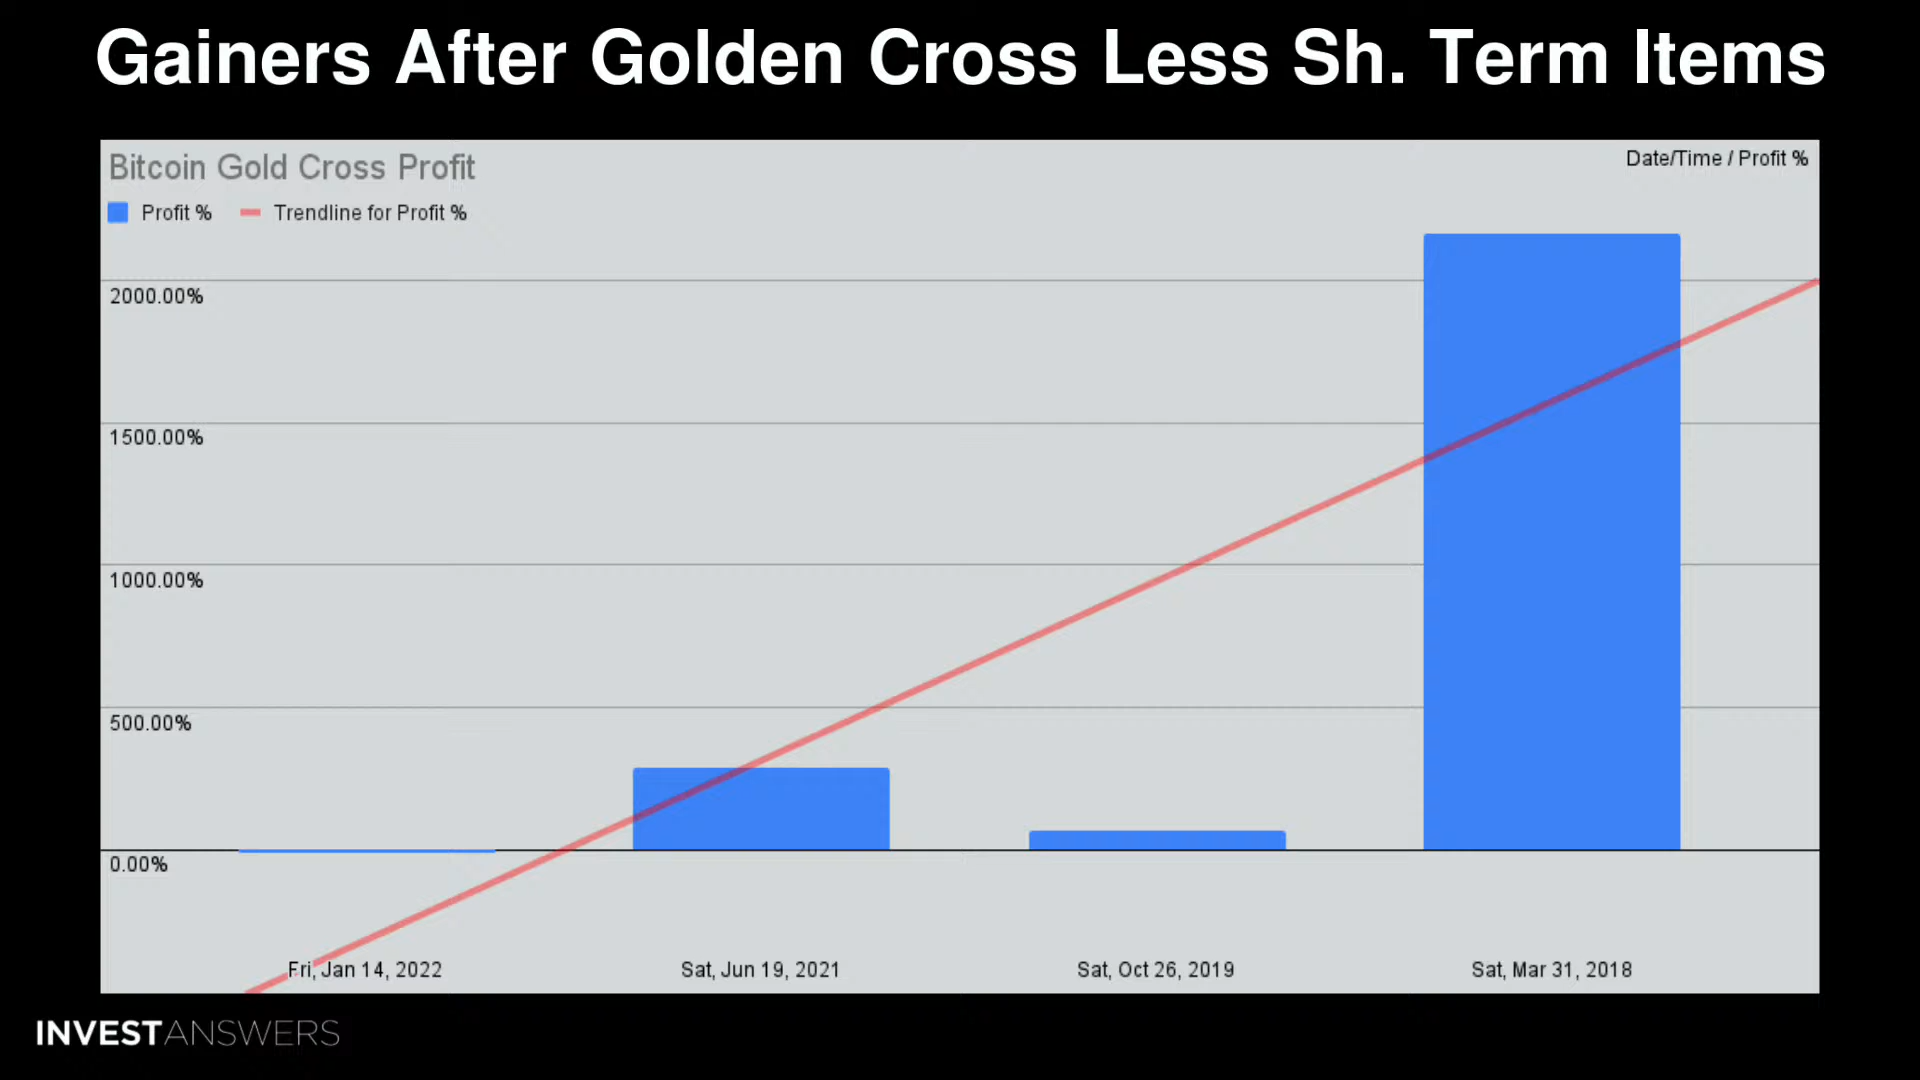 Gainers After Golden Cross Less Sh. Term Items
Bitcoin Gold Cross Profit
Date/Time / Profit %
Profit % Trendline for Profit %
2000.00%
1500.00%
1000.00%
500.00%
0.00%
Fri, Jan 14, 2022 Sat, Jun 19, 2021 Sat, Oct 26, 2019 Sat, Mar 31, 2018
INVESTANSWERS